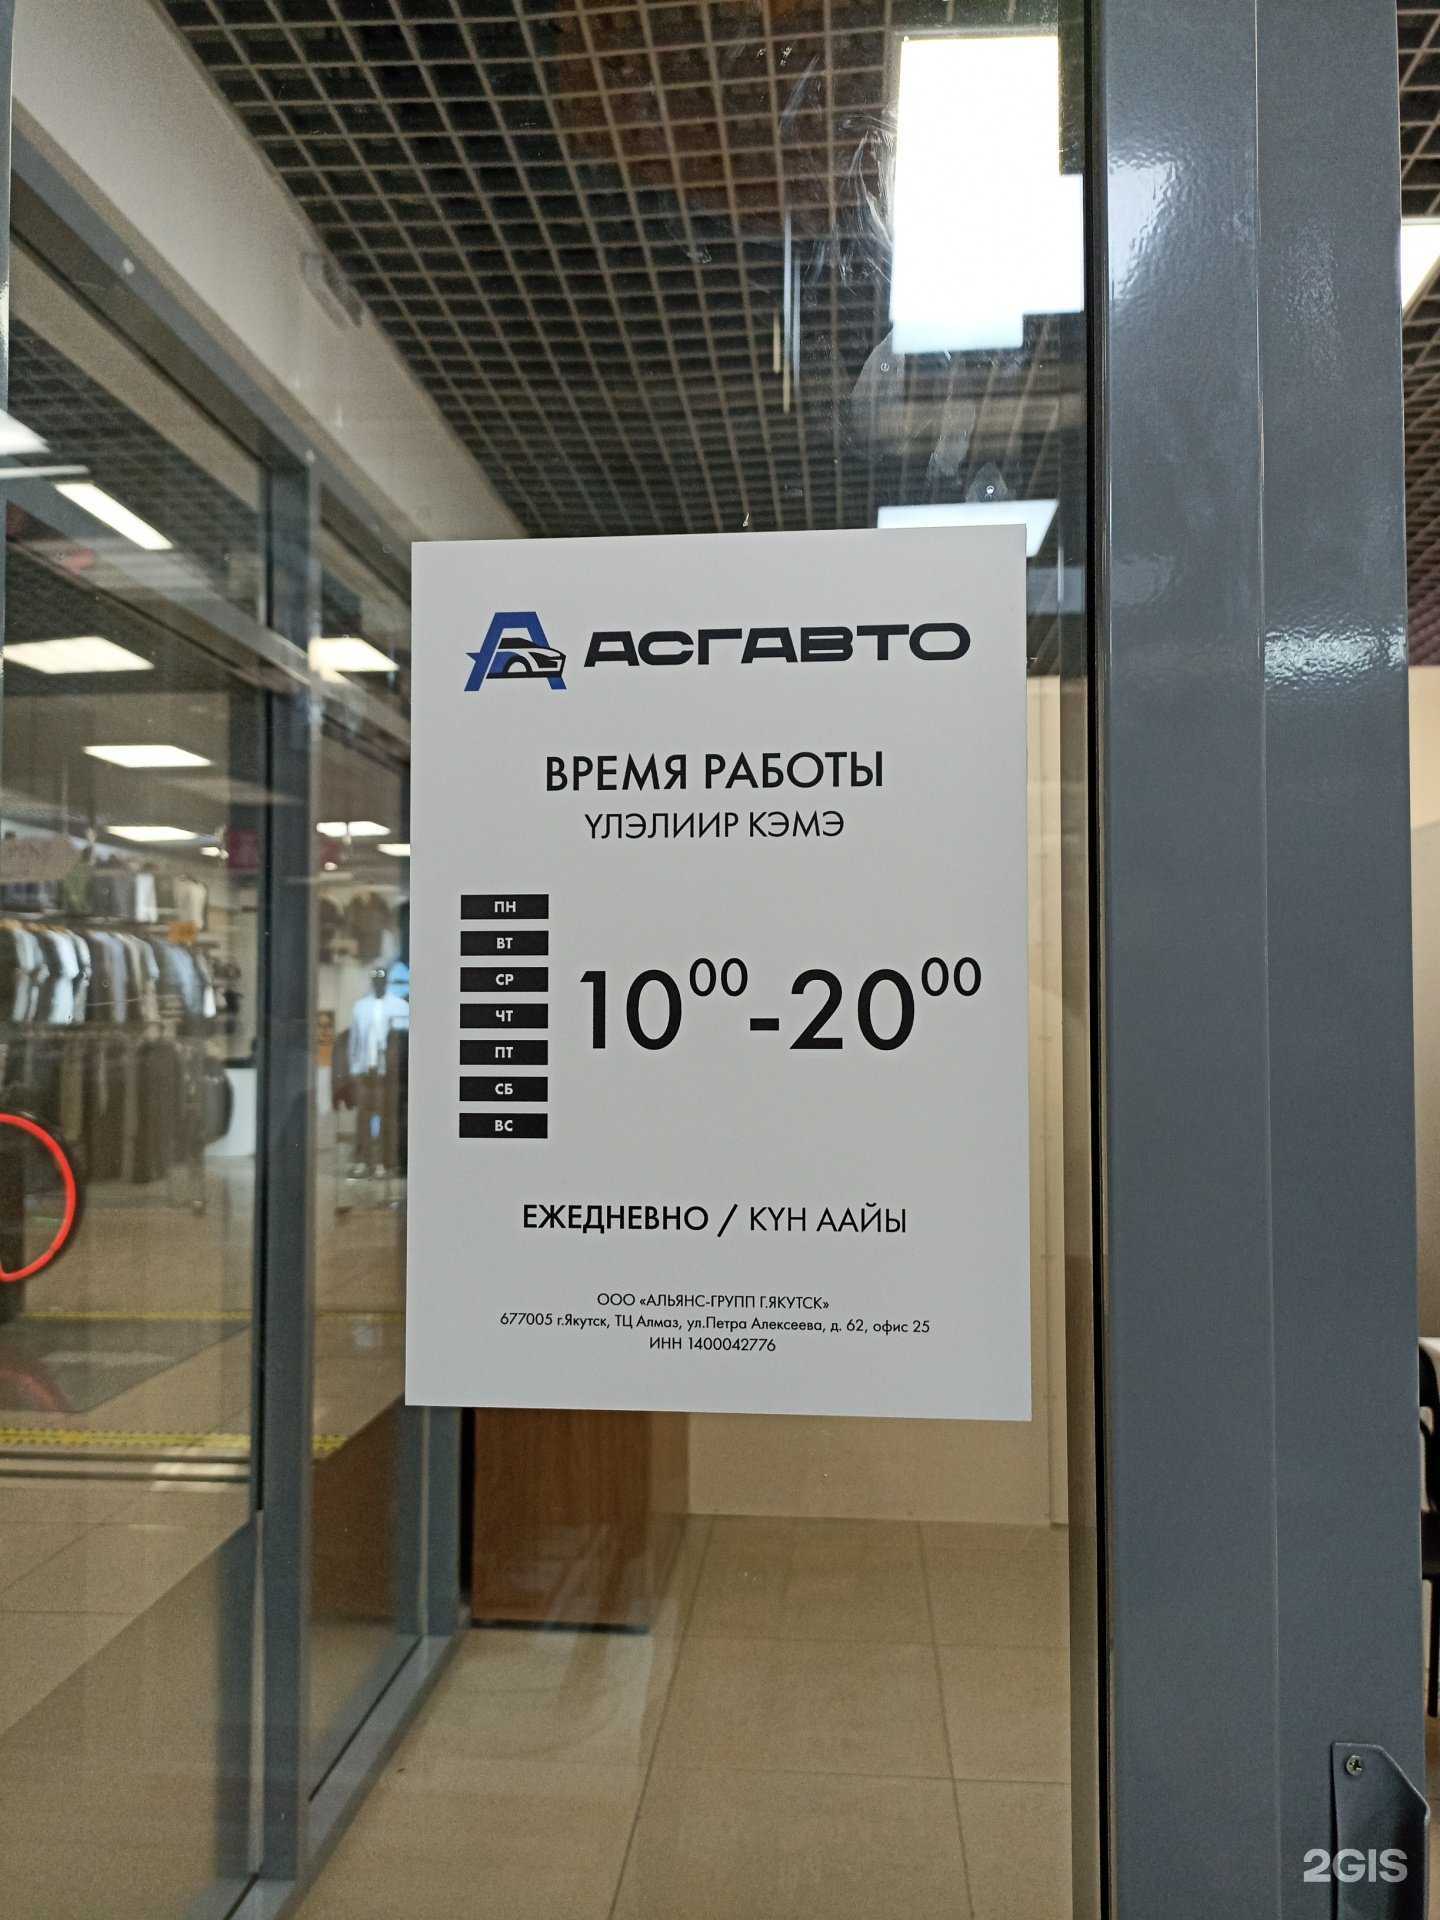 АСГАВТО
ВРЕМЯ РАБОТЫ
ҮЛЭЛИИР КЭМЭ
ПН
ВТ
СР
ЧТ
ПТ
СБ
ВС
10⁰⁰-20⁰⁰
ЕЖЕДНЕВНО / КҮН ААЙЫ
ООО «АЛЬЯНС-ГРУПП Г.ЯКУТСК»
677005 г.Якутск, ТЦ Алмаз, ул.Петра Алексеева, д. 62, офис 25
ИНН 1400042776
2GIS